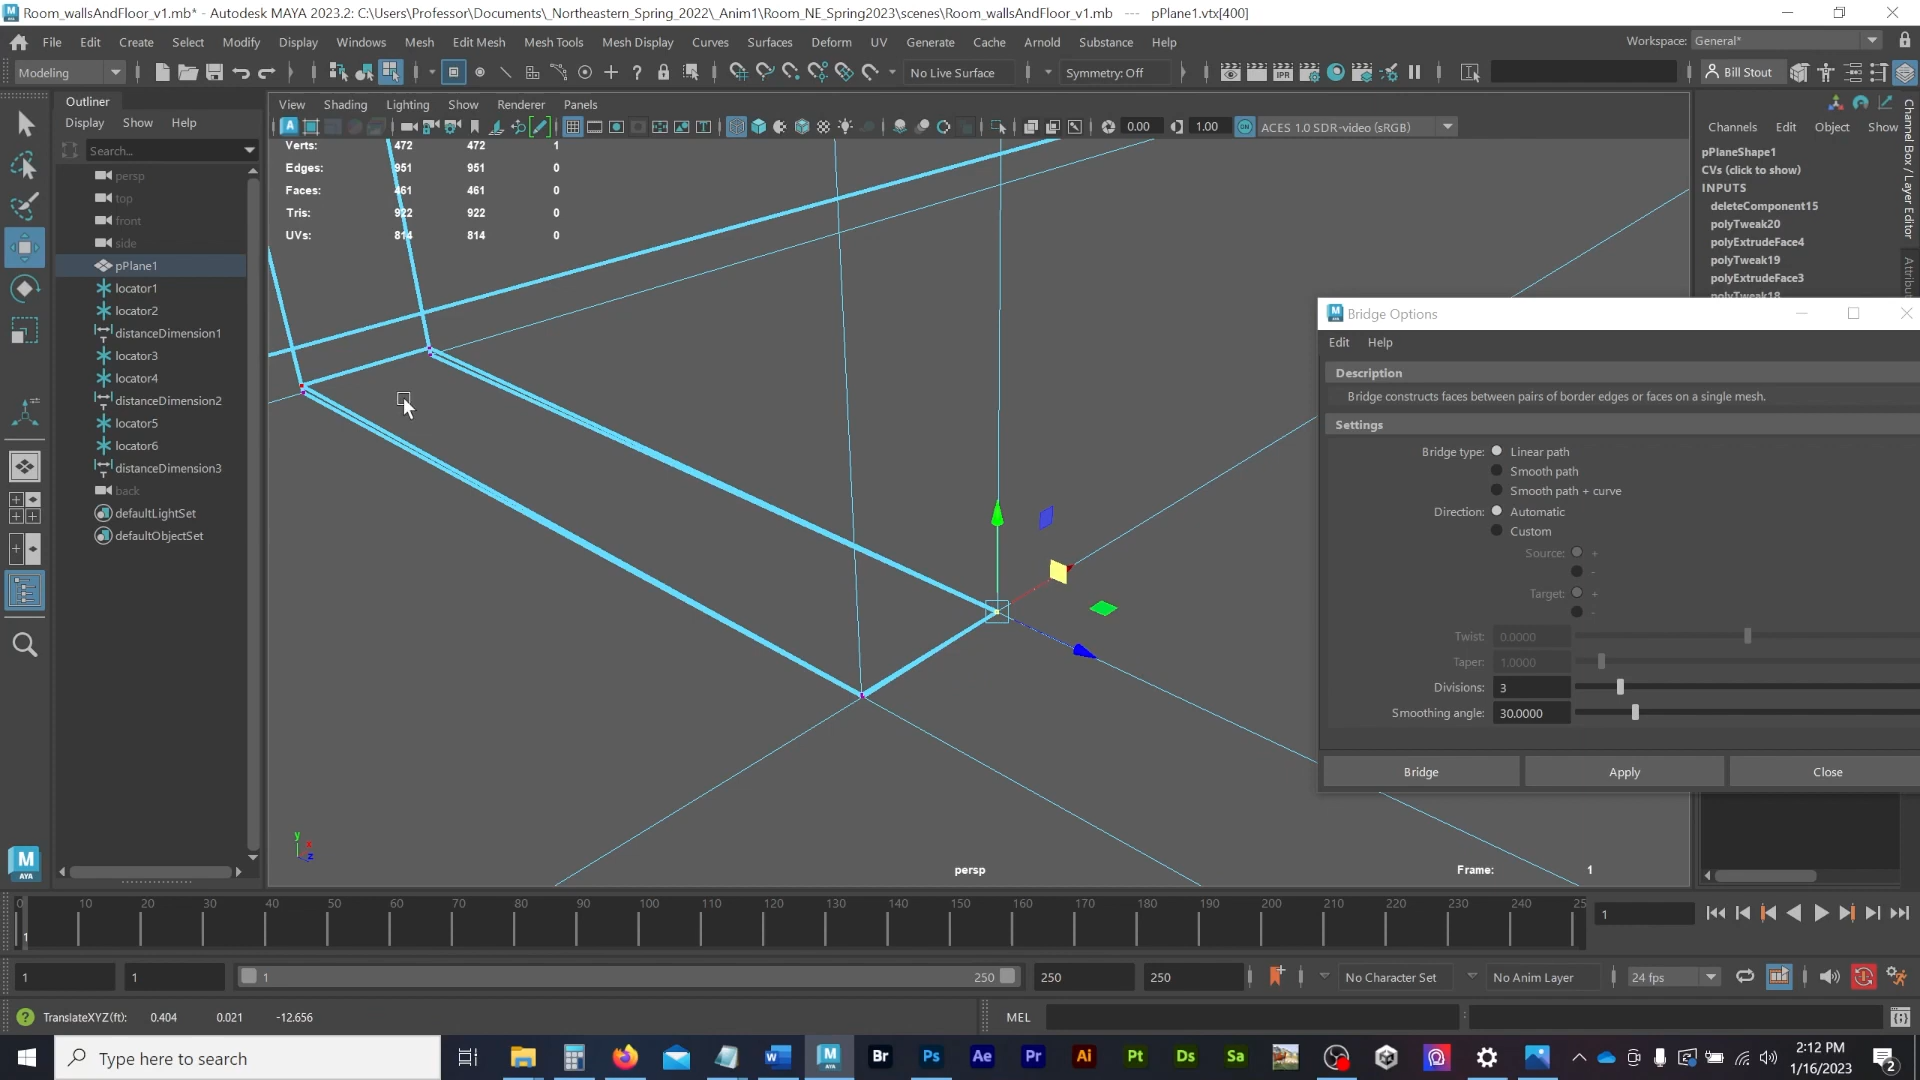 Room_wallsAndFloor_v1.mb* - Autodesk MAYA 2023.2: C:\Users\Professor\Documents\_Northeastern_Spring_2022\_Anim1\Room_NE_Spring2023\scenes\Room_wallsAndFloor_v1.mb --- pPlane1.vtx[400]
File Edit Create Select Modify Display Windows Mesh Edit Mesh Mesh Tools Mesh Display Curves Surfaces Deform UV Generate Cache Arnold Substance Help Workspace: General*
Modeling No Live Surface Symmetry: Off IPR Bill Stout
Outliner
Display Show Help
Search...
persp
top
front
side
pPlane1
locator1
locator2
distanceDimension1
locator3
locator4
distanceDimension2
locator5
locator6
distanceDimension3
back
defaultLightSet
defaultObjectSet
View Shading Lighting Show Renderer Panels
0.00 1.00 ACES 1.0 SDR-video (sRGB)
Verts: 472 472 1
Edges: 951 951 0
Faces: 461 461 0
Tris: 922 922 0
UVs: 814 814 0
y
x
z
persp
Frame: 1
Channels Edit Object Show
pPlaneShape1
CVs (click to show)
INPUTS
deleteComponent15
polyTweak20
polyExtrudeFace4
polyTweak19
polyExtrudeFace3
polyTweak18
Channel Box / Layer Editor
Bridge Options
Edit Help
Description
Bridge constructs faces between pairs of border edges or faces on a single mesh.
Settings
Bridge type: Linear path
Smooth path
Smooth path + curve
Direction: Automatic
Custom
Source: +
-
Target: +
-
Twist: 0.0000
Taper: 1.0000
Divisions: 3
Smoothing angle: 30.0000
Bridge Apply Close
0 10 20 30 40 50 60 70 80 90 100 110 120 130 140 150 160 170 180 190 200 210 220 230 240 25
1
1
1 1 1 250 250 250 No Character Set No Anim Layer 24 fps
TranslateXYZ(ft): 0.404 0.021 -12.656 MEL
M
AYA
Type here to search
Br Ps Ae Pr Ai Pt Ds Sa
2:12 PM
1/16/2023
2